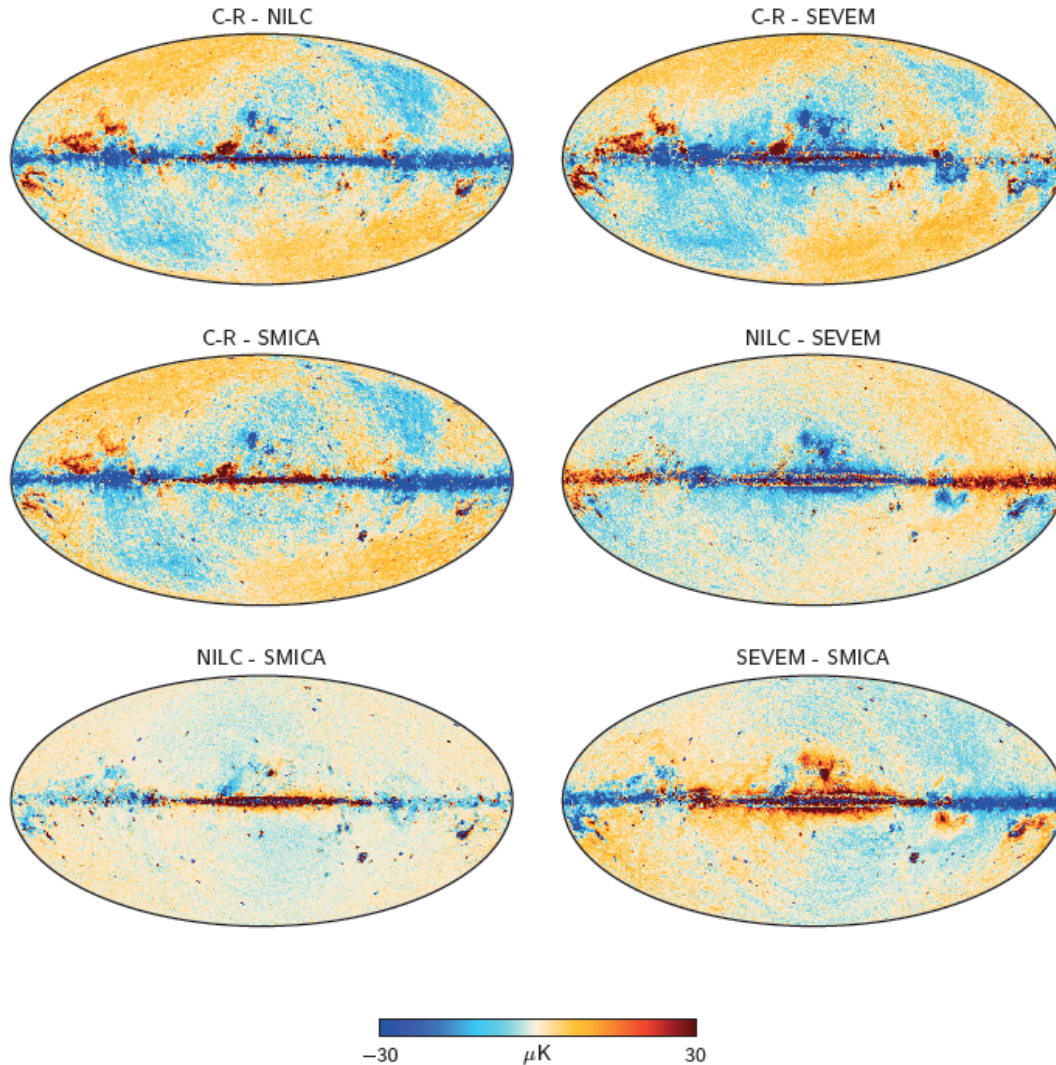 C-R - NILC
C-R - SEVEM
C-R - SMICA
NILC - SEVEM
NILC - SMICA
SEVEM - SMICA
−30 μK 30